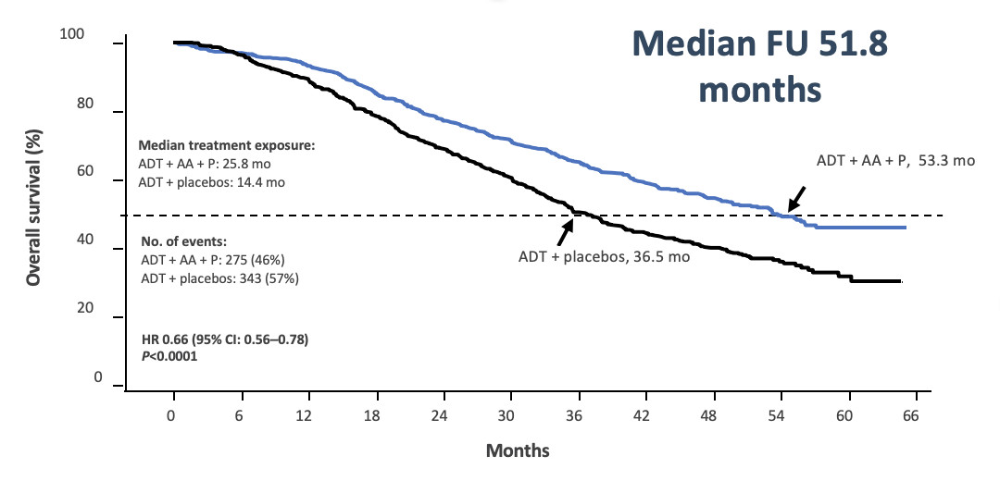 Median FU 51.8
months
100
80
60
40
20
0
Overall survival (%)
Median treatment exposure:
ADT + AA + P: 25.8 mo
ADT + placebos: 14.4 mo
ADT + AA + P,  53.3 mo
No. of events:
ADT + AA + P: 275 (46%)
ADT + placebos: 343 (57%)
ADT + placebos, 36.5 mo
HR 0.66 (95% CI: 0.56–0.78)
P<0.0001
0 6 12 18 24 30 36 42 48 54 60 66
Months